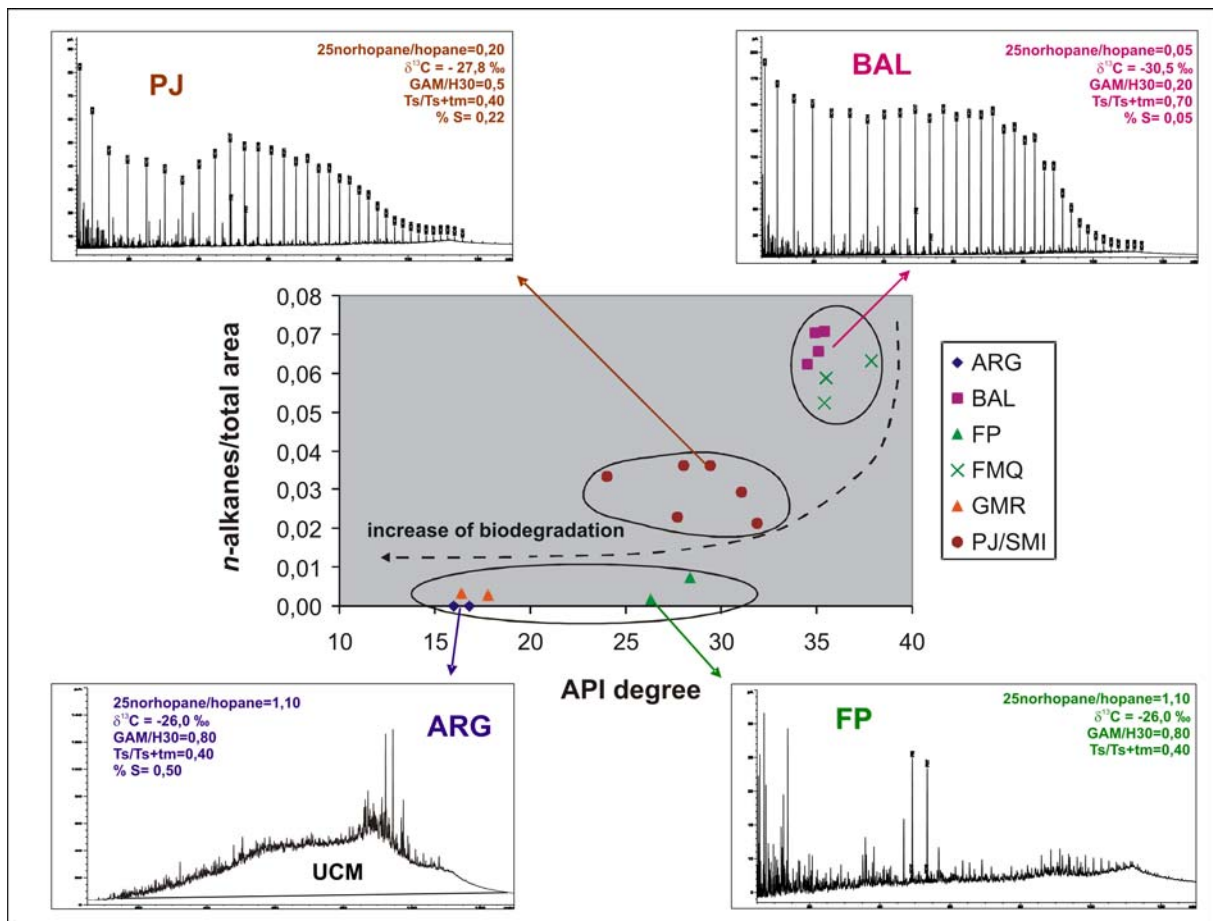 PJ
25norhopane/hopane=0,20
δ¹³C = - 27,8 ‰
GAM/H30=0,5
Ts/Ts+tm=0,40
% S= 0,22
BAL
25norhopane/hopane=0,05
δ¹³C = -30,5 ‰
GAM/H30=0,20
Ts/Ts+tm=0,70
% S= 0,05
n-alkanes/total area
0,08
0,07
0,06
0,05
0,04
0,03
0,02
0,01
0,00
increase of biodegradation
10 15 20 25 30 35 40
API degree
ARG
BAL
FP
FMQ
GMR
PJ/SMI
25norhopane/hopane=1,10
δ¹³C = -26,0 ‰
GAM/H30=0,80
Ts/Ts+tm=0,40
% S= 0,50
ARG
UCM
FP
25norhopane/hopane=1,10
δ¹³C = -26,0 ‰
GAM/H30=0,80
Ts/Ts+tm=0,40